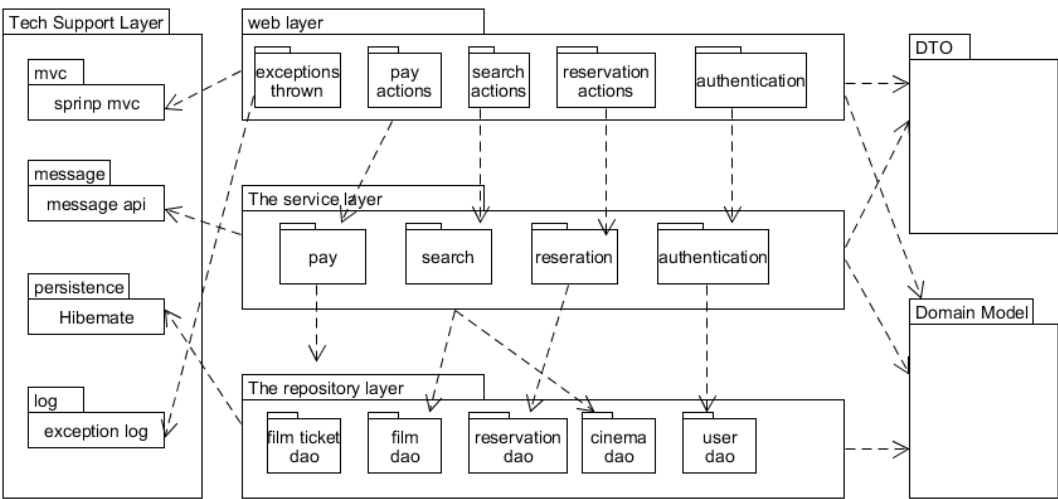 Tech Support Layer
mvc
sprinp mvc
message
message api
persistence
Hibemate
log
exception log
web layer
exceptions
thrown
pay
actions
search
actions
reservation
actions
authentication
The service layer
pay
search
reseration
authentication
The repository layer
film ticket
dao
film
dao
reservation
dao
cinema
dao
user
dao
DTO
Domain Model